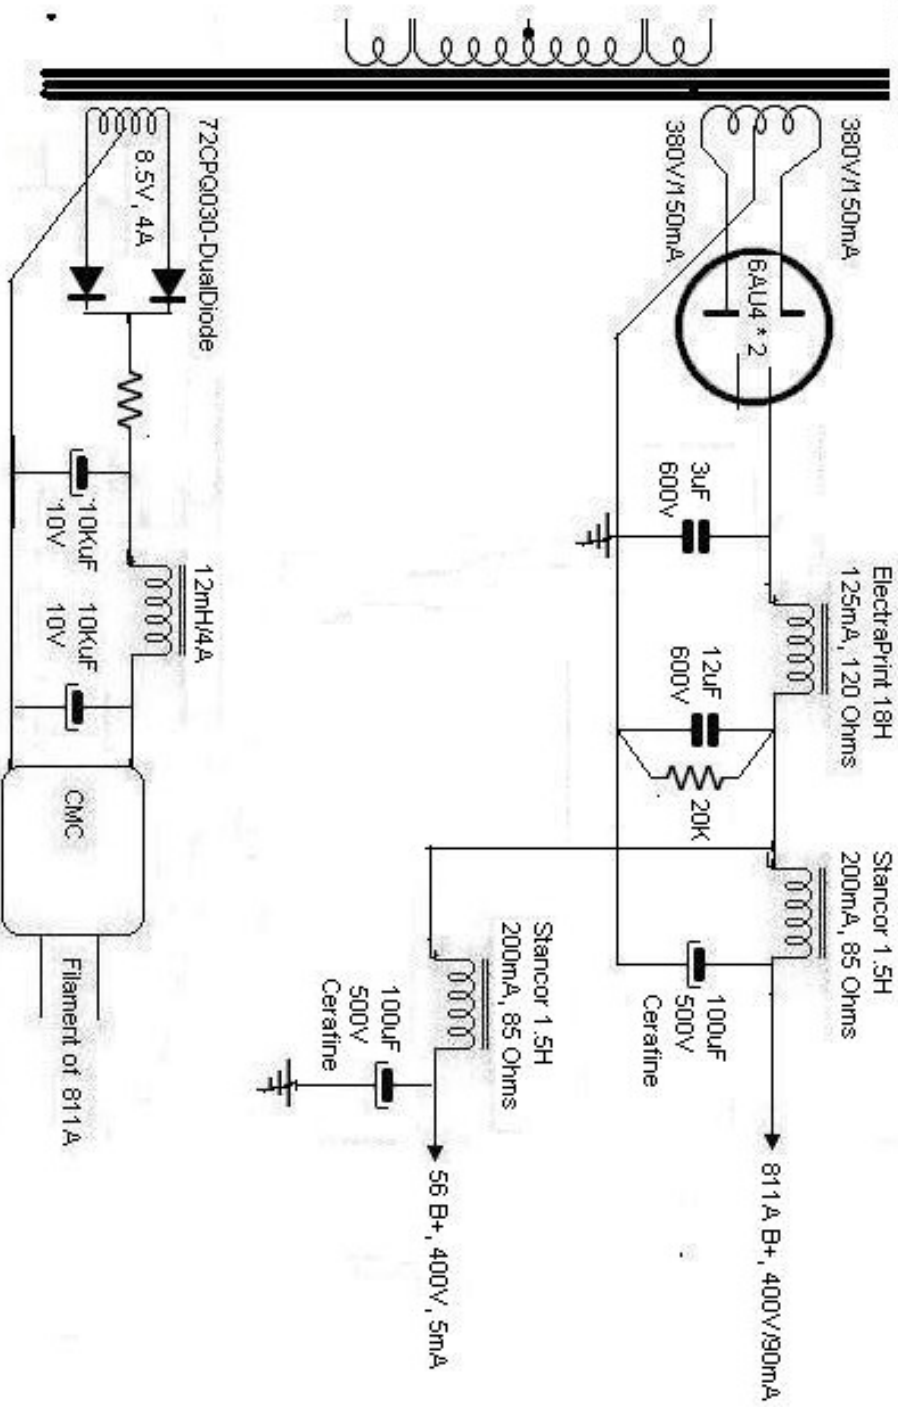 380V/150mA
380V/150mA
6AU4 * 2
3uF
600V
ElectraPrint 18H
125mA, 120 Ohms
12uF
600V
20K
Stancor 1.5H
200mA, 85 Ohms
100uF
500V
Cerafine
811A B+, 400V/90mA
Stancor 1.5H
200mA, 85 Ohms
100uF
500V
Cerafine
56 B+, 400V, 5mA
72CPQ030-DualDiode
8.5V, 4A
10KuF
10V
12mH/4A
10KuF
10V
CMC
Filament of 811A